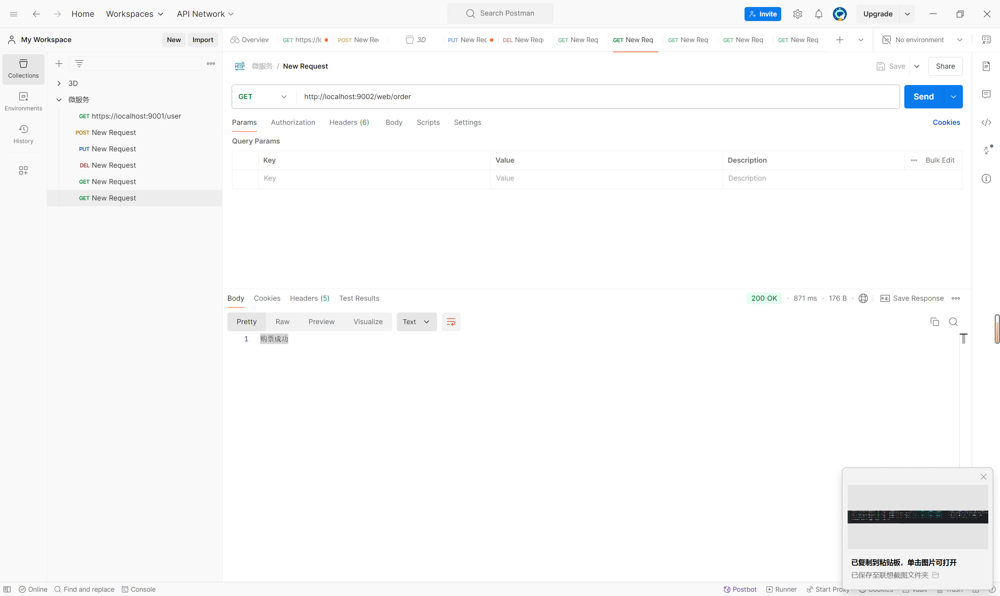 Home Workspaces API Network Search Postman Invite Upgrade
My Workspace New Import Overview GET https://lc POST New Re 3D PUT New Rec DEL New Requ GET New Req GET New Req GET New Req GET New Req GET New Req No environment
Collections
Environments
History
3D
微服务
GET https://localhost:9001/user
POST New Request
PUT New Request
DEL New Request
GET New Request
GET New Request
HTTP 微服务 / New Request Save Share
GET http://localhost:9002/web/order Send
Params Authorization Headers (6) Body Scripts Settings Cookies
Query Params
Key Value Description Bulk Edit
Key Value Description
Body Cookies Headers (5) Test Results 200 OK 871 ms 176 B e.g. Save Response
Pretty Raw Preview Visualize Text
1 购票成功
已复制到粘贴板，单击图片可打开
已保存至联想截图文件夹
Online Find and replace Console Postbot Runner Start Proxy Cookies Vault Trash